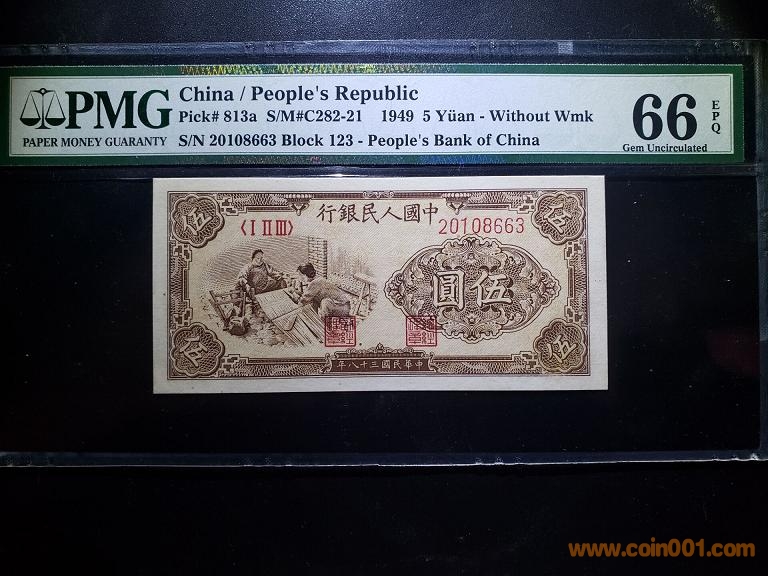 PMG
PAPER MONEY GUARANTY
China / People's Republic
Pick# 813a S/M#C282-21 1949 5 Yüan - Without Wmk
S/N 20108663 Block 123 - People's Bank of China
66
EPQ
Gem Uncirculated
行銀民人國中
〈I II III〉
20108663
伍
伍
圓伍
伍
伍
年八十三國民華中
www.coin001.com